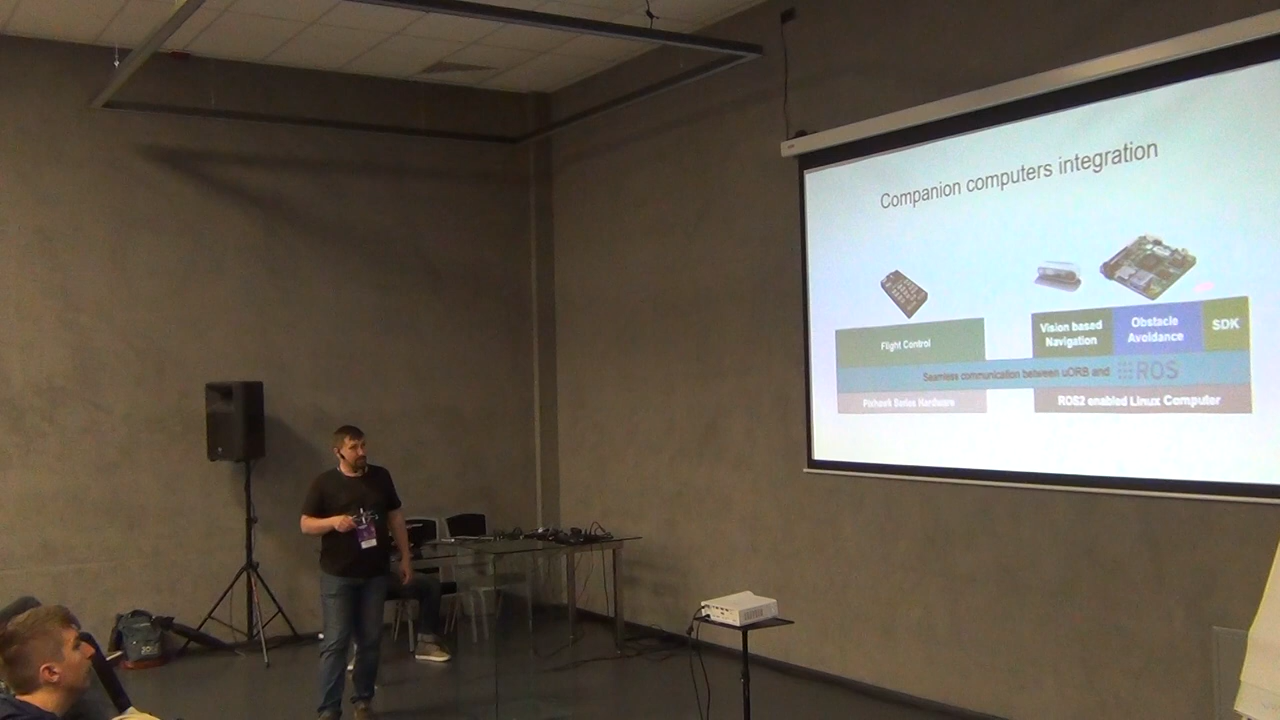 Companion computers integration
Flight Control
Vision based
Navigation
Obstacle
Avoidance
SDK
Seamless communication between uORB and ROS
Pixhawk Series Hardware
ROS2 enabled Linux Computer